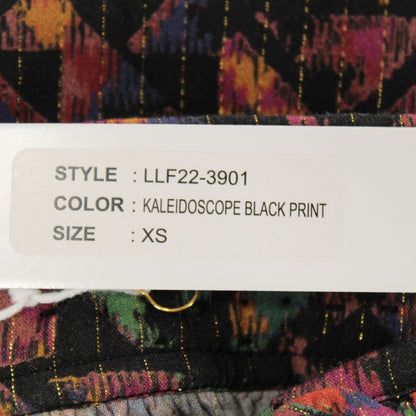 STYLE : LLF22-3901
COLOR : KALEIDOSCOPE BLACK PRINT
SIZE : XS